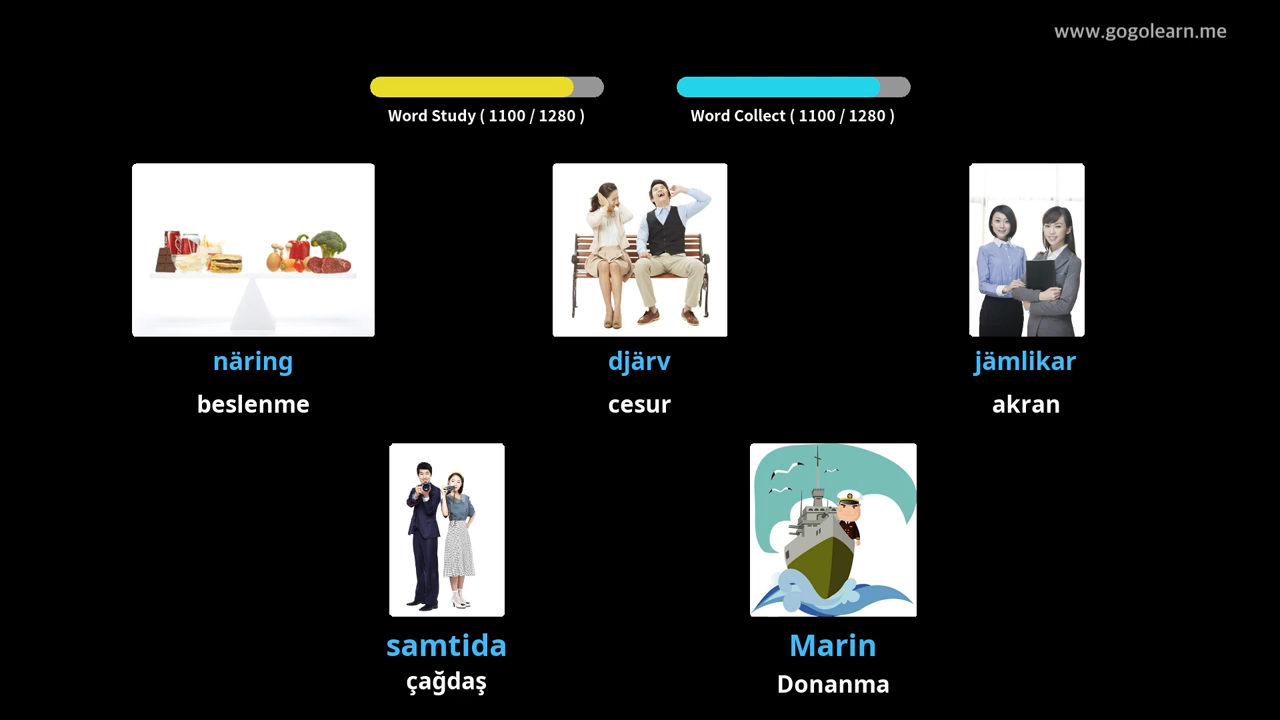 www.gogolearn.me
Word Study ( 1100 / 1280 )
Word Collect ( 1100 / 1280 )
näring
djärv
jämlikar
beslenme
cesur
akran
samtida
Marin
çağdaş
Donanma